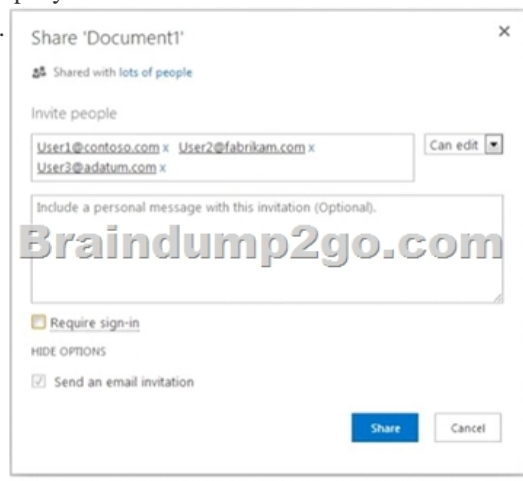 Share 'Document1'
Shared with lots of people
Invite people
User1@contoso.com x User2@fabrikam.com x
User3@adatum.com x
Can edit
Include a personal message with this invitation (Optional).
Braindump2go.com
Require sign-in
HIDE OPTIONS
Send an email invitation
Share Cancel